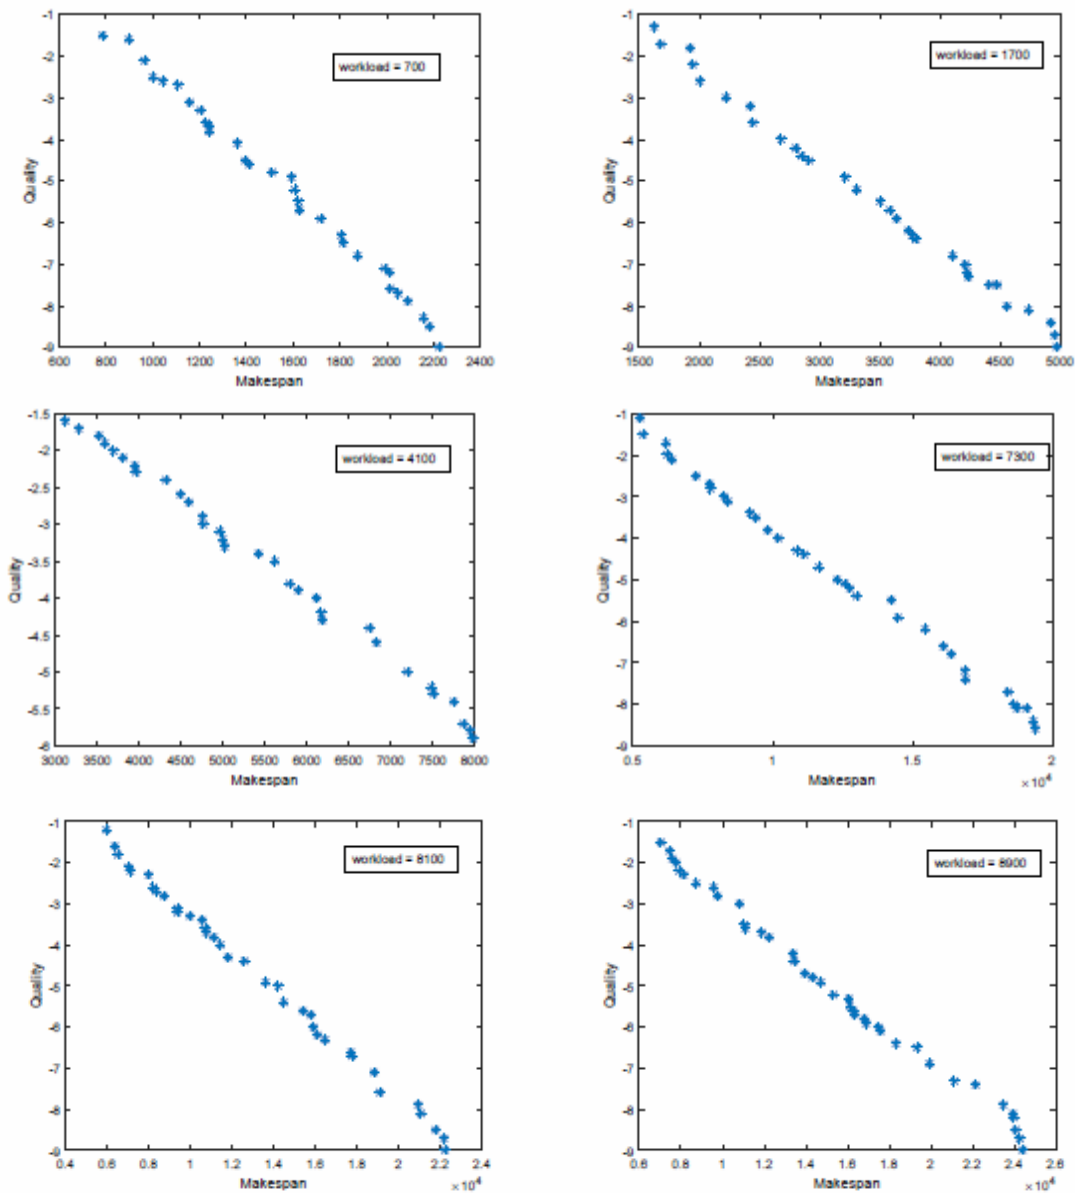 -1
-2
-3
-4
-5
-6
-7
-8
-9
Quality
workload = 700
600 800 1000 1200 1400 1600 1800 2000 2200 2400
Makespan
-1
-2
-3
-4
-5
-6
-7
-8
-9
Quality
workload = 1700
1500 2000 2500 3000 3500 4000 4500 5000
Makespan
-1.5
-2
-2.5
-3
-3.5
-4
-4.5
-5
-5.5
-6
Quality
workload = 4100
3000 3500 4000 4500 5000 5500 6000 6500 7000 7500 8000
Makespan
-1
-2
-3
-4
-5
-6
-7
-8
-9
Quality
workload = 7300
0.5 1 1.5 2
Makespan
×10⁴
-1
-2
-3
-4
-5
-6
-7
-8
-9
Quality
workload = 8100
0.4 0.6 0.8 1 1.2 1.4 1.6 1.8 2 2.2 2.4
Makespan
×10⁴
-1
-2
-3
-4
-5
-6
-7
-8
-9
Quality
workload = 8900
0.6 0.8 1 1.2 1.4 1.6 1.8 2 2.2 2.4 2.6
Makespan
×10⁴